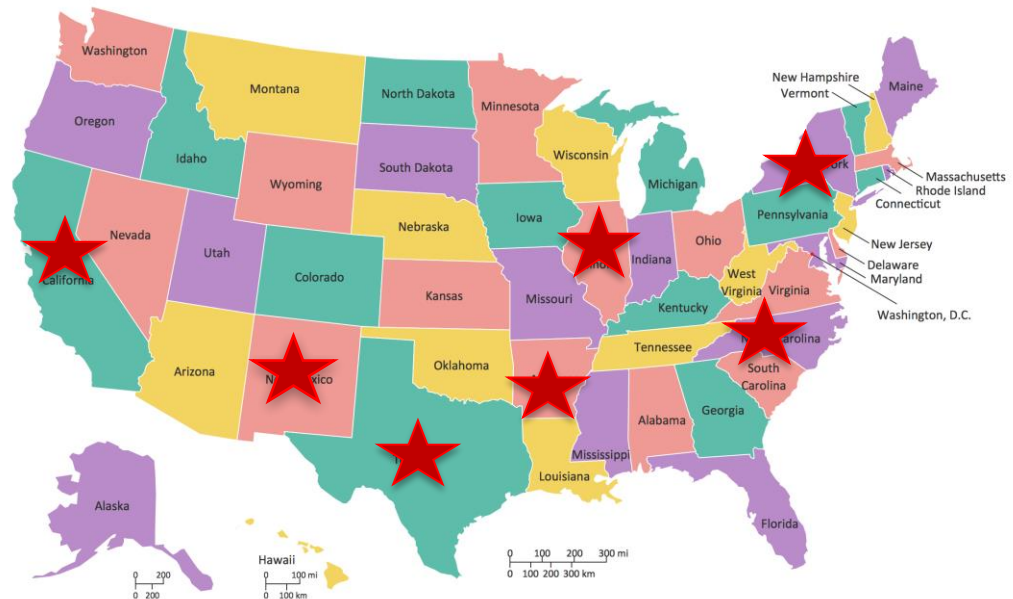 Washington
Montana
North Dakota
Minnesota
Oregon
Idaho
Wyoming
South Dakota
Wisconsin
Michigan
New Hampshire
Vermont
Maine
Massachusetts
Rhode Island
Connecticut
Nevada
Utah
Colorado
Nebraska
Iowa
Indiana
Ohio
Pennsylvania
New Jersey
Delaware
Maryland
Washington, D.C.
California
Kansas
Missouri
Kentucky
West
Virginia
Virginia
Arizona
Oklahoma
Tennessee
South
Carolina
Mississippi
Alabama
Georgia
Louisiana
Florida
Alaska
Hawaii
0 200
0 200
0 100 mi
0 100 km
0 100 200 300 mi
0 100 200 300 km